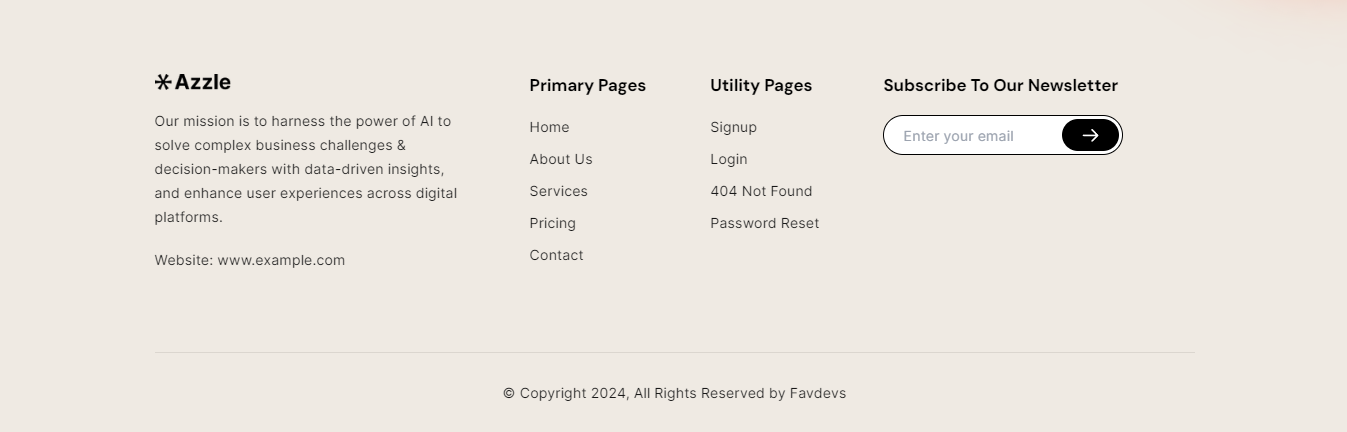 Azzle
Our mission is to harness the power of AI to
solve complex business challenges &
decision-makers with data-driven insights,
and enhance user experiences across digital
platforms.
Website: www.example.com
Primary Pages
Home
About Us
Services
Pricing
Contact
Utility Pages
Signup
Login
404 Not Found
Password Reset
Subscribe To Our Newsletter
Enter your email
© Copyright 2024, All Rights Reserved by Favdevs